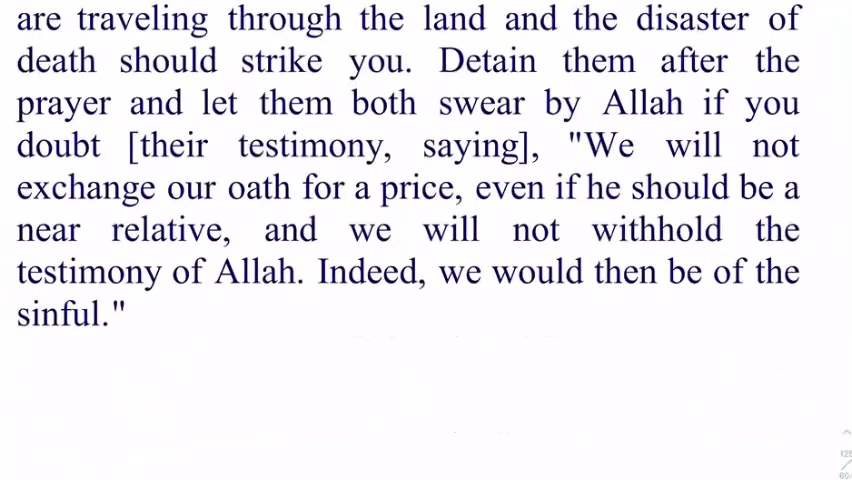 are traveling through the land and the disaster of
death should strike you. Detain them after the
prayer and let them both swear by Allah if you
doubt [their testimony, saying], "We will not
exchange our oath for a price, even if he should be a
near relative, and we will not withhold the
testimony of Allah. Indeed, we would then be of the
sinful."